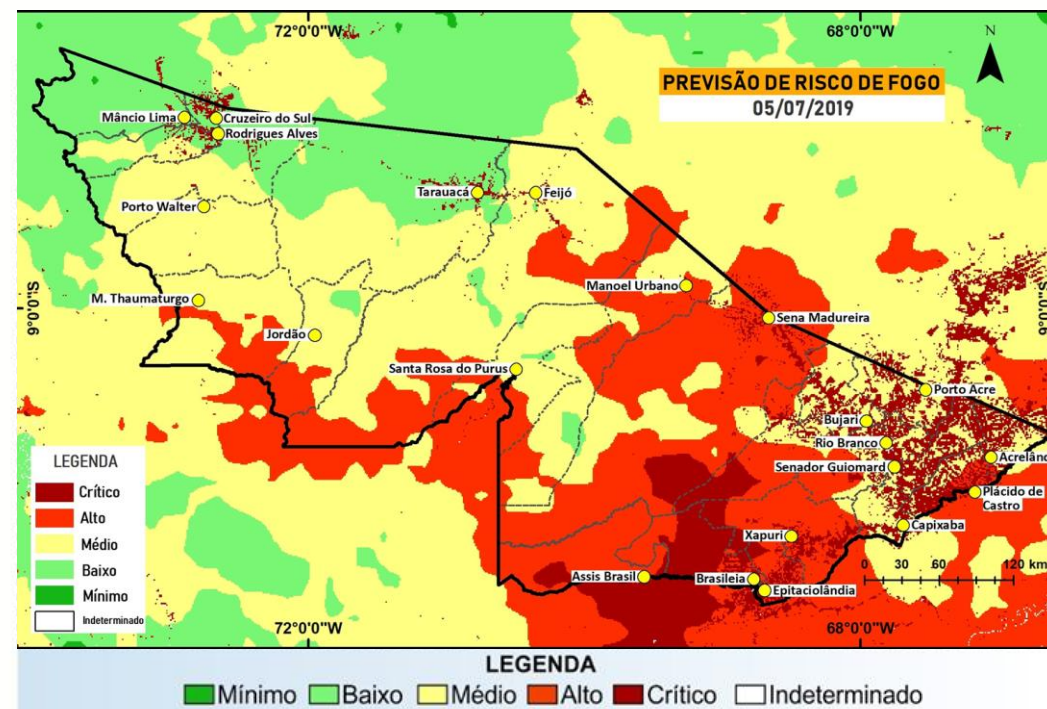 72°0'0"W
68°0'0"W
N
PREVISÃO DE RISCO DE FOGO
05/07/2019
Mâncio Lima
Cruzeiro do Sul
Rodrigues Alves
Tarauacá
Feijó
Porto Walter
Manoel Urbano
M. Thaumaturgo
9°0'0"S
9°0'0"S
Sena Madureira
Jordão
Santa Rosa do Purus
Porto Acre
Bujari
Rio Branco
Acrelând
Senador Guiomard
LEGENDA
Crítico
Alto
Médio
Baixo
Mínimo
Indeterminado
Plácido de
Castro
Capixaba
Xapuri
Assis Brasil
Brasileia
Epitaciolândia
0 30 60 120 km
72°0'0"W
68°0'0"W
LEGENDA
Mínimo Baixo Médio Alto Crítico Indeterminado